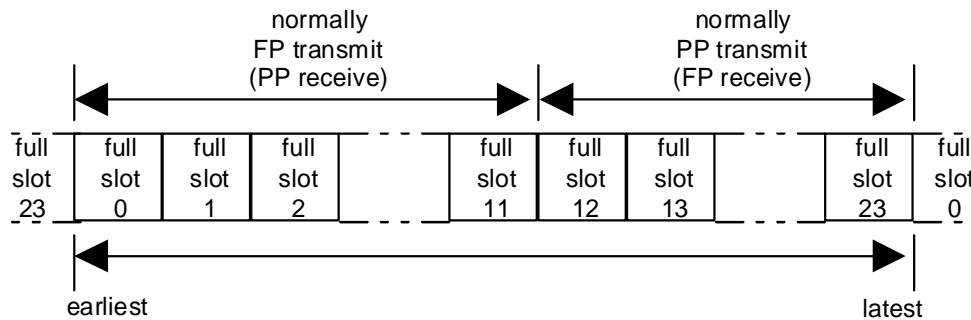 normally normally
FP transmit PP transmit
(PP receive) (FP receive)
full full full full full full full full full
slot slot slot slot slot slot slot slot slot
23 0 1 2 11 12 13 23 0
earliest latest